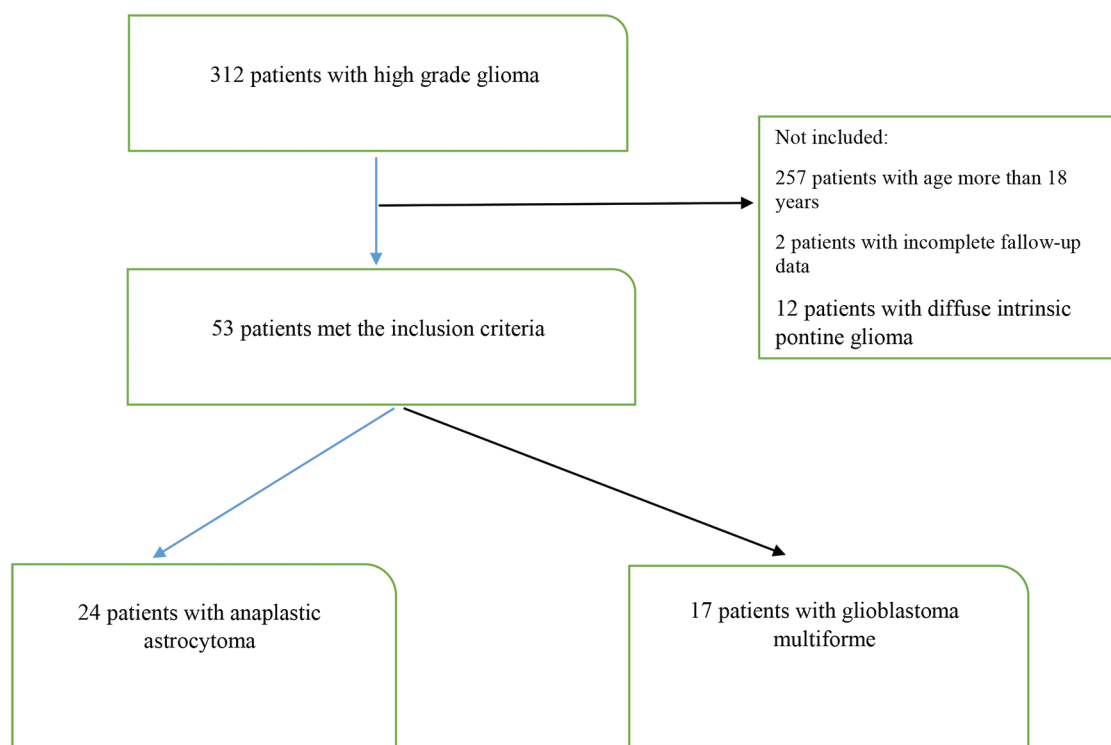 312 patients with high grade glioma
Not included:
257 patients with age more than 18
years
2 patients with incomplete fallow-up
data
12 patients with diffuse intrinsic
pontine glioma
53 patients met the inclusion criteria
24 patients with anaplastic
astrocytoma
17 patients with glioblastoma
multiforme